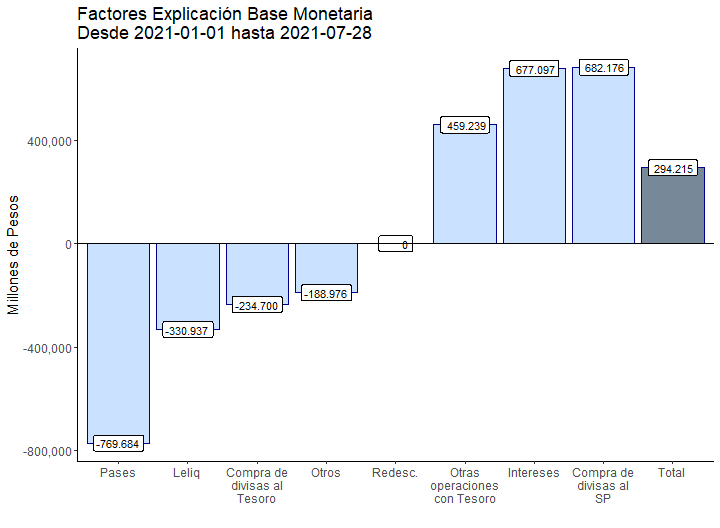 Factores Explicación Base Monetaria
Desde 2021-01-01 hasta 2021-07-28
Millones de Pesos
400,000
0
-400,000
-800,000
-769.684
-330.937
-234.700
-188.976
0
459.239
677.097
682.176
294.215
Pases
Leliq
Compra de
divisas al
Tesoro
Otros
Redesc.
Otras
operaciones
con Tesoro
Intereses
Compra de
divisas al
SP
Total